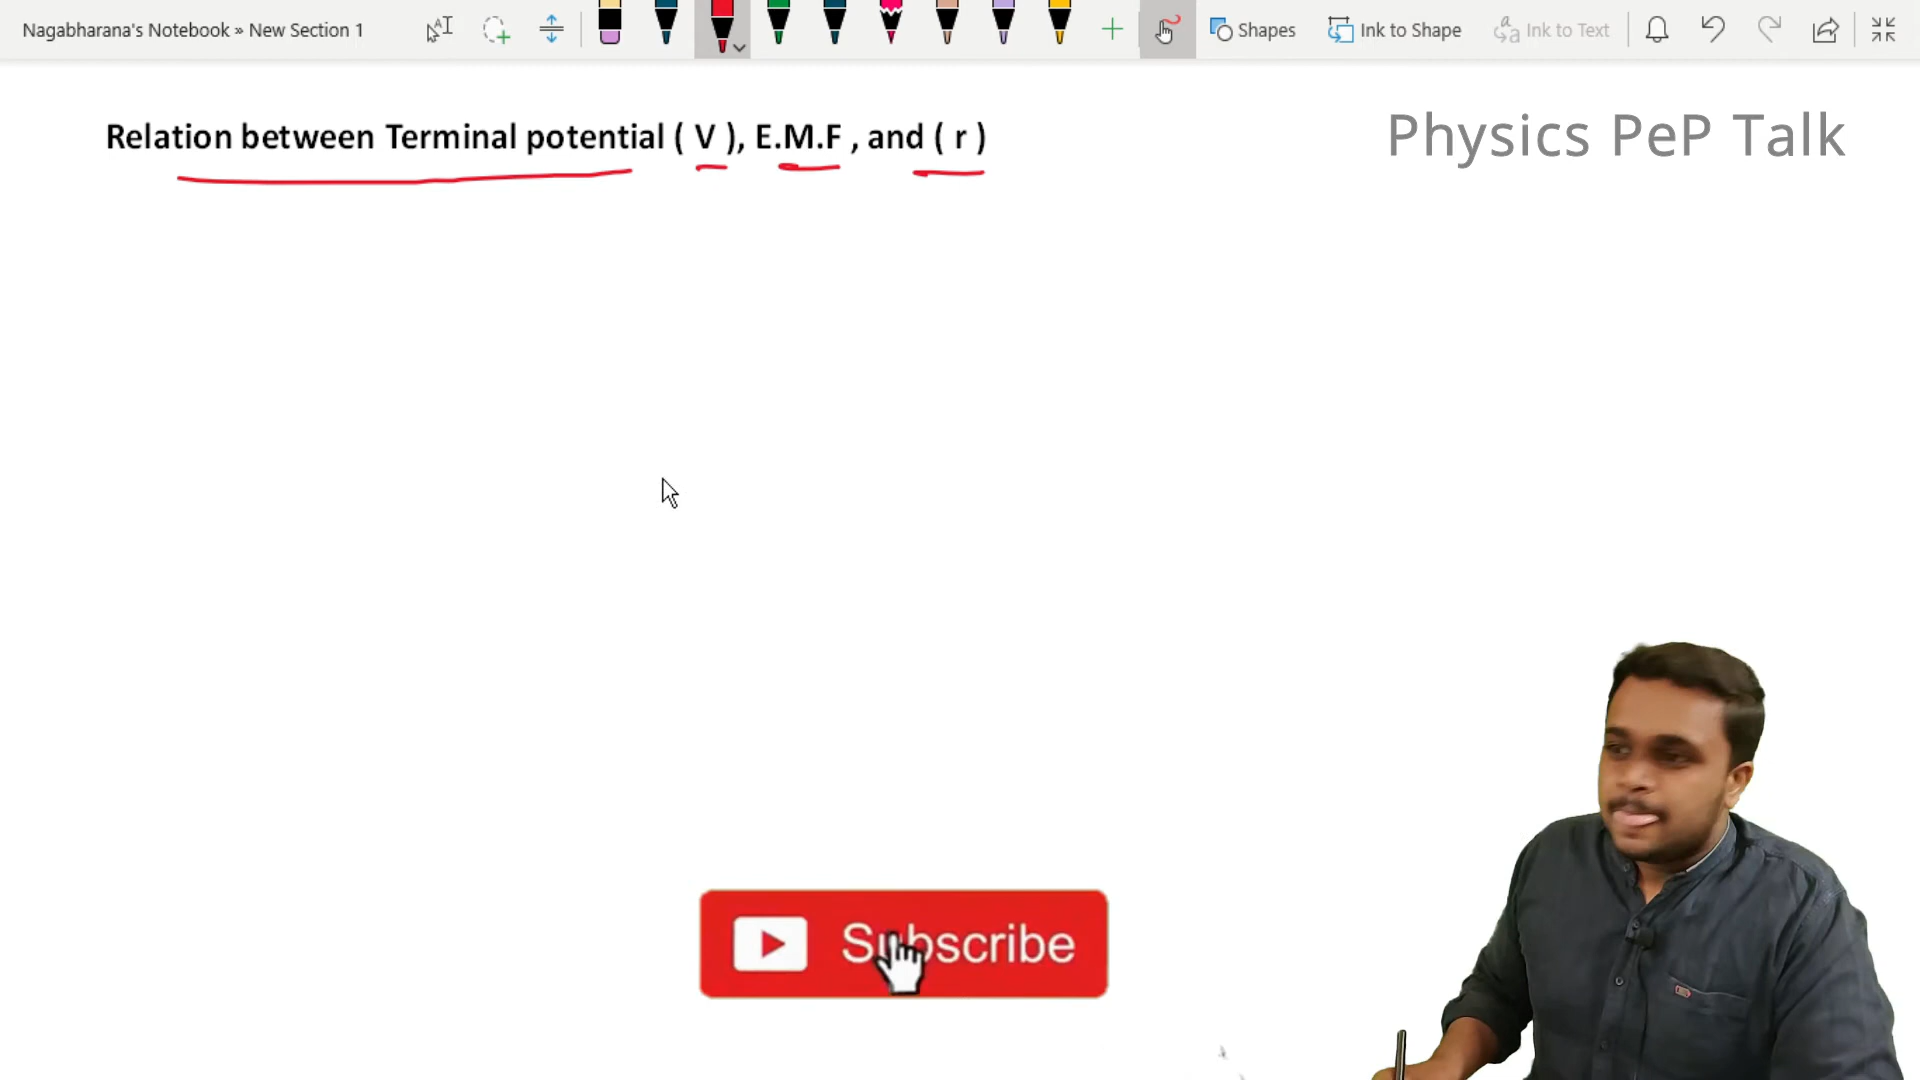 Nagabharana's Notebook » New Section 1
Shapes
Ink to Shape
Ink to Text
Relation between Terminal potential ( V ), E.M.F , and ( r )
Physics PeP Talk
Subscribe